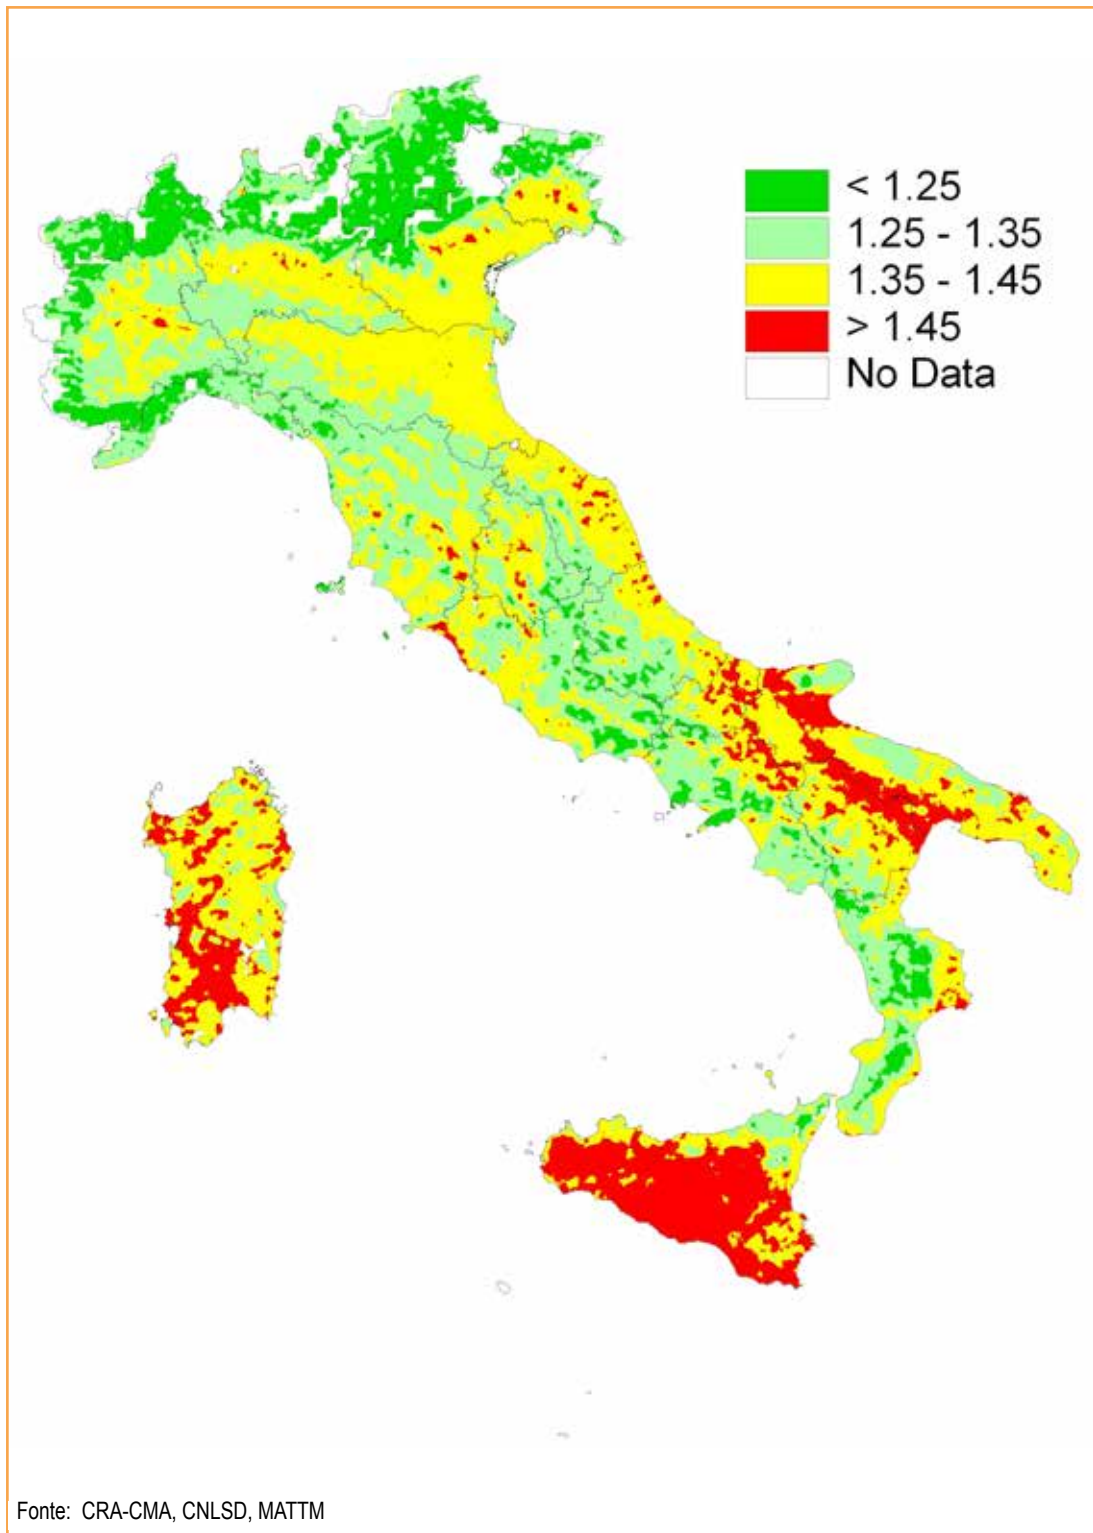 < 1.25
1.25 - 1.35
1.35 - 1.45
> 1.45
No Data
Fonte: CRA-CMA, CNLSD, MATTM